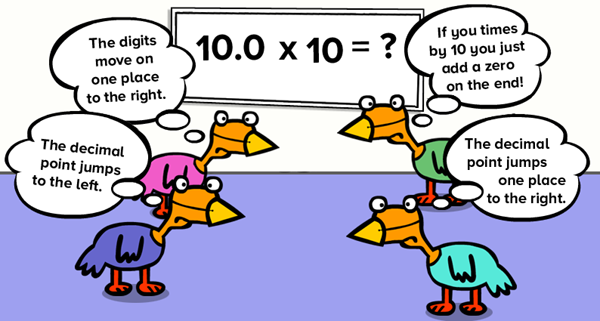 10.0 x 10 = ?
The digits
move on
one place
to the right.
If you times
by 10 you just
add a zero
on the end!
The decimal
point jumps
to the left.
The decimal
point jumps
one place
to the right.